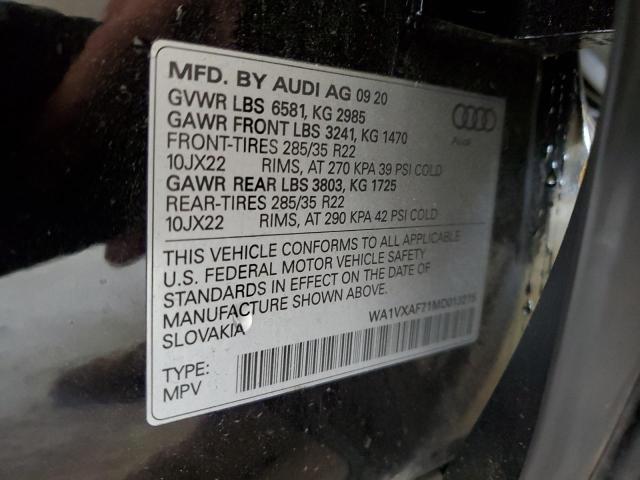 MFD. BY AUDI AG 09 20
GVWR LBS 6581, KG 2985
GAWR FRONT LBS 3241, KG 1470
FRONT-TIRES 285/35 R22
10JX22 RIMS, AT 270 KPA 39 PSI COLD
GAWR REAR LBS 3803, KG 1725
REAR-TIRES 285/35 R22
10JX22 RIMS, AT 290 KPA 42 PSI COLD
Audi
THIS VEHICLE CONFORMS TO ALL APPLICABLE
U.S. FEDERAL MOTOR VEHICLE SAFETY
STANDARDS IN EFFECT ON THE DATE OF
MANUFACTURE SHOWN ABOVE.
SLOVAKIA
WA1VXAF71MD013215
TYPE:
MPV